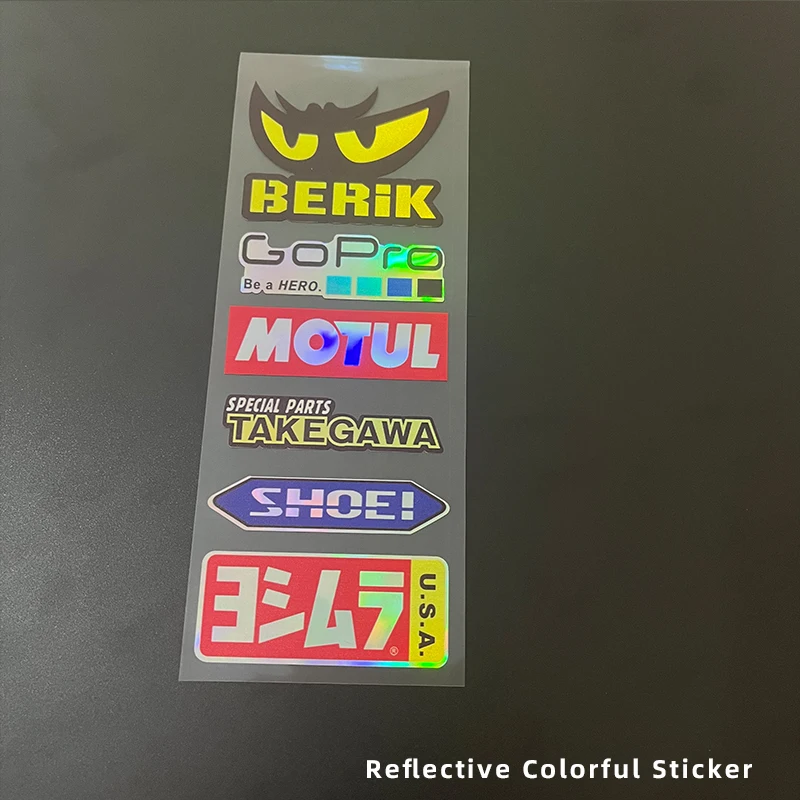 BERiK
GoPro
Be a HERO.
MOTUL
SPECIAL PARTS
TAKEGAWA
SHOEI
ヨシムラ®
U.S.A.
Reflective Colorful Sticker